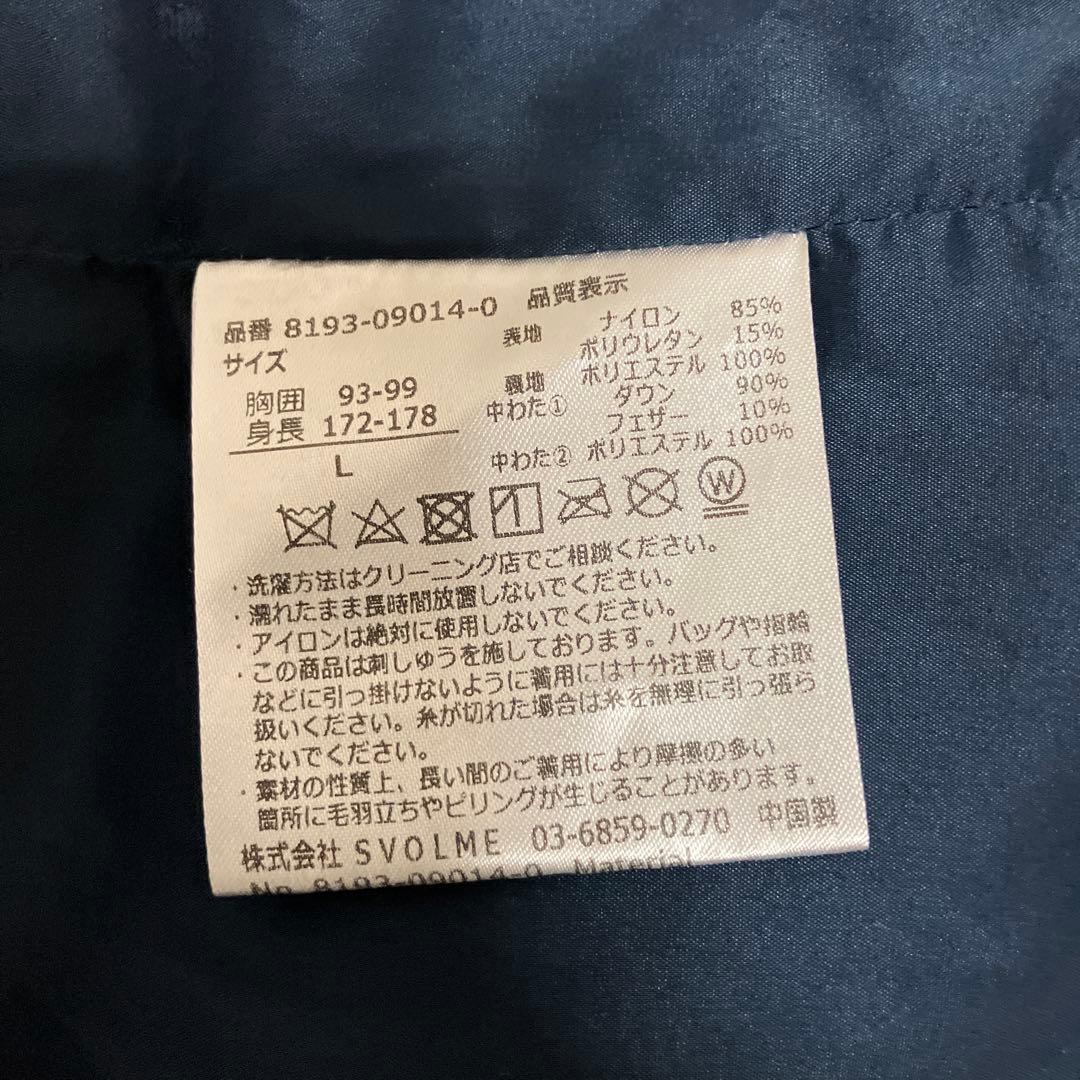 品番 8193-09014-0 品質表示
サイズ
胸囲 93-99
身長 172-178
L
表地 ナイロン 85%
ポリウレタン 15%
裏地 ポリエステル 100%
中わた① ダウン 90%
フェザー 10%
中わた② ポリエステル 100%
W
・洗濯方法はクリーニング店でご相談ください。
・濡れたまま長時間放置しないでください。
・アイロンは絶対に使用しないでください。
・この商品は刺しゅうを施しております。バッグや指輪
などに引っ掛けないように着用には十分注意してお取
扱いください。糸が切れた場合は糸を無理に引っ張ら
ないでください。
・素材の性質上、長い間のご着用により摩擦の多い
箇所に毛羽立ちやピリングが生じることがあります。
株式会社 SVOLME 03-6859-0270 中国製
No. 8193-09014-0 Material